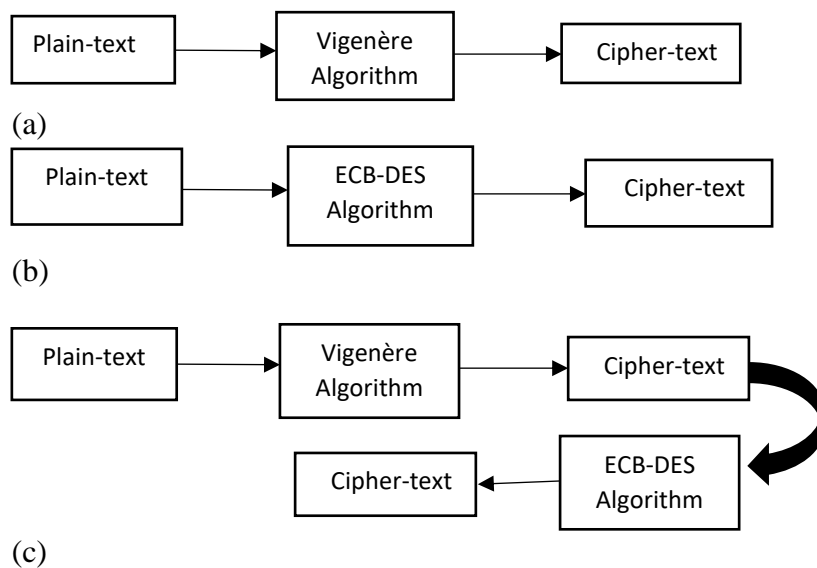 Plain-text
Vigenère
Algorithm
Cipher-text
(a)
Plain-text
ECB-DES
Algorithm
Cipher-text
(b)
Plain-text
Vigenère
Algorithm
Cipher-text
ECB-DES
Algorithm
Cipher-text
(c)